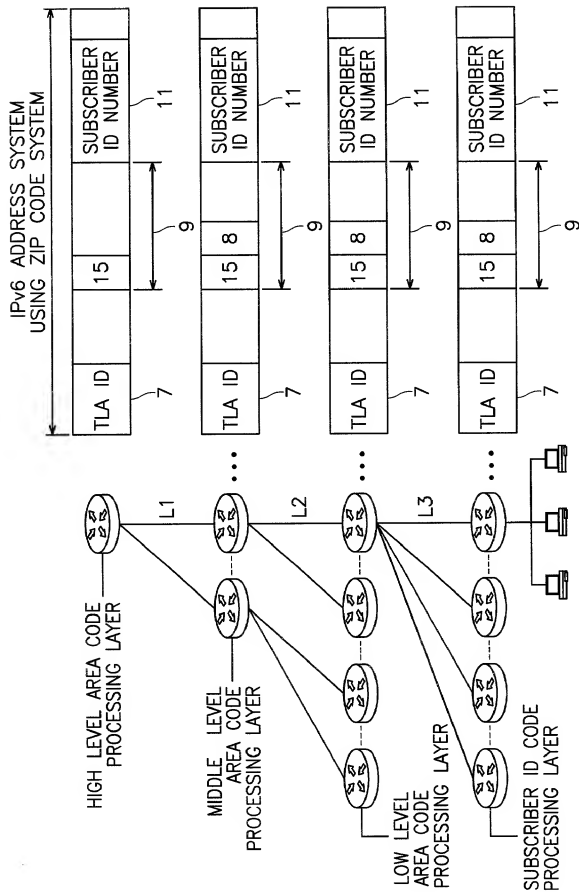 IPv6 ADDRESS SYSTEM
USING ZIP CODE SYSTEM
HIGH LEVEL AREA CODE
PROCESSING LAYER
TLA ID
15
SUBSCRIBER
ID NUMBER
7
9
11
L1
MIDDLE LEVEL
AREA CODE
PROCESSING LAYER
TLA ID
15
8
SUBSCRIBER
ID NUMBER
7
9
11
L2
LOW LEVEL
AREA CODE
PROCESSING LAYER
TLA ID
15
8
SUBSCRIBER
ID NUMBER
7
9
11
L3
SUBSCRIBER ID CODE
PROCESSING LAYER
TLA ID
15
8
SUBSCRIBER
ID NUMBER
7
9
11